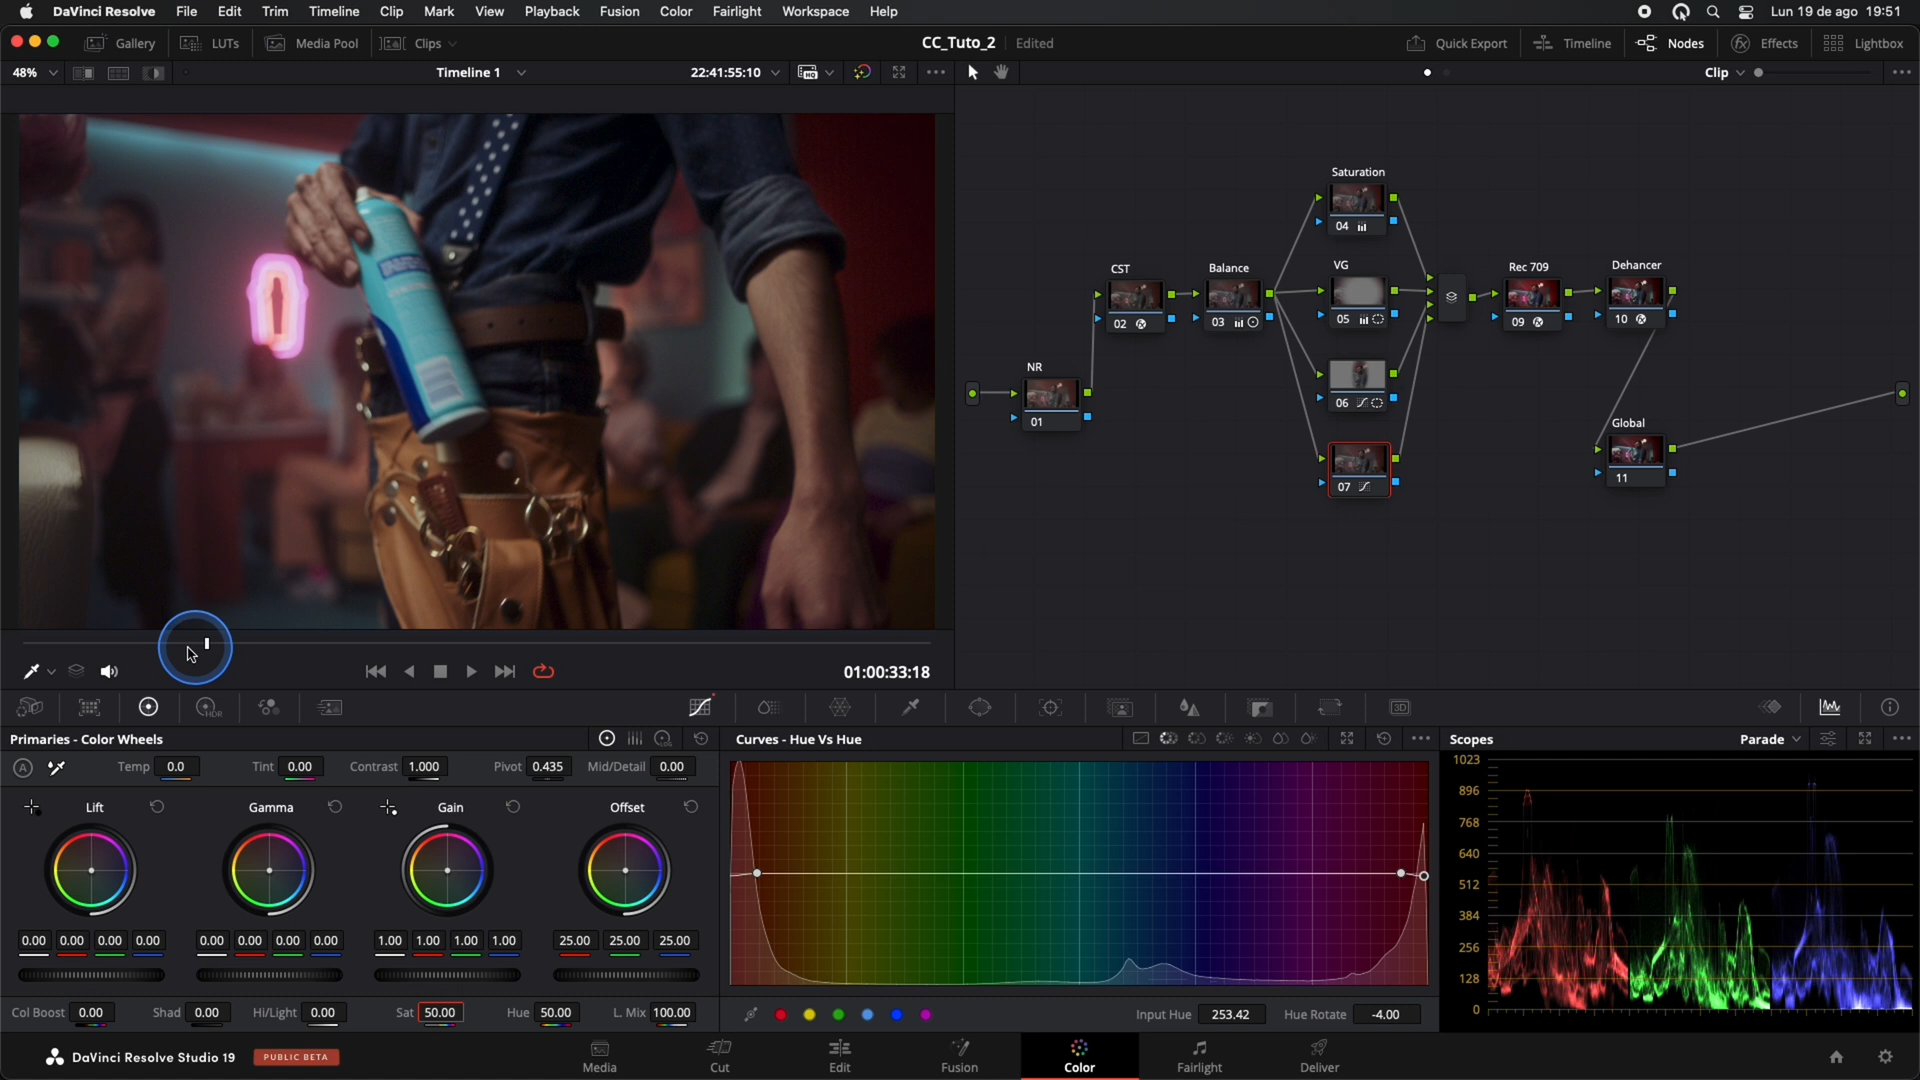 DaVinci Resolve File Edit Trim Timeline Clip Mark View Playback Fusion Color Fairlight Workspace Help Lun 19 de ago 19:51
Gallery LUTs Media Pool Clips CC_Tuto_2 Edited Quick Export Timeline Nodes Effects Lightbox
48% Timeline 1 22:41:55:10 HQ Clip
Saturation
04
CST Balance VG Rec 709 Dehancer
02 03 05 09 10
NR
01
06
Global
11
07
01:00:33:18
HDR 3D
Primaries - Color Wheels Curves - Hue Vs Hue Scopes Parade
A Temp 0.0 Tint 0.00 Contrast 1.000 Pivot 0.435 Mid/Detail 0.00
Lift Gamma Gain Offset
0.00 0.00 0.00 0.00 0.00 0.00 0.00 0.00 1.00 1.00 1.00 1.00 25.00 25.00 25.00
Col Boost 0.00 Shad 0.00 Hi/Light 0.00 Sat 50.00 Hue 50.00 L. Mix 100.00
Input Hue 253.42 Hue Rotate -4.00
1023
896
768
640
512
384
256
128
0
DaVinci Resolve Studio 19 PUBLIC BETA
Media Cut Edit Fusion Color Fairlight Deliver